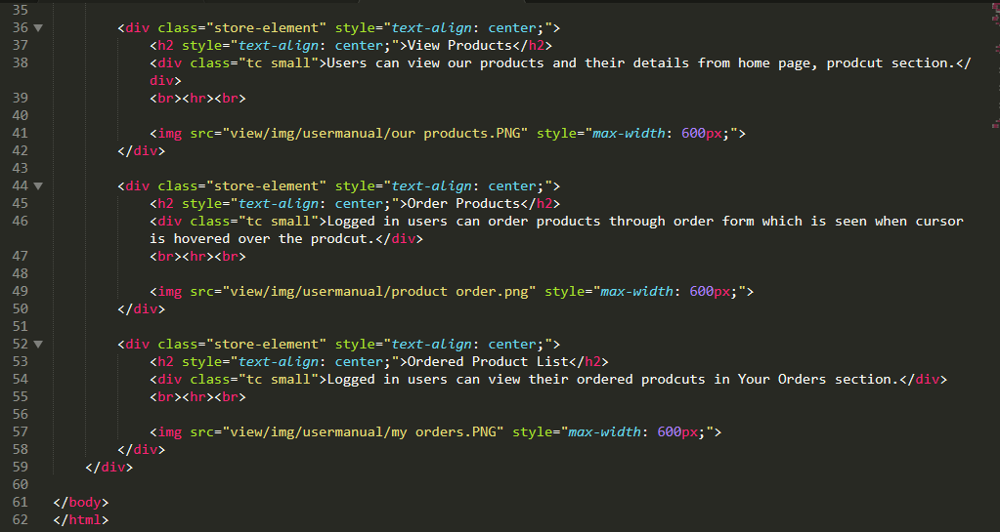 35
36 <div class="store-element" style="text-align: center;">
37 <h2 style="text-align: center;">View Products</h2>
38 <div class="tc small">Users can view our products and their details from home page, prodcut section.</
div>
39 <br><hr><br>
40
41 <img src="view/img/usermanual/our products.PNG" style="max-width: 600px;">
42 </div>
43
44 <div class="store-element" style="text-align: center;">
45 <h2 style="text-align: center;">Order Products</h2>
46 <div class="tc small">Logged in users can order products through order form which is seen when cursor
is hovered over the prodcut.</div>
47 <br><hr><br>
48
49 <img src="view/img/usermanual/product order.png" style="max-width: 600px;">
50 </div>
51
52 <div class="store-element" style="text-align: center;">
53 <h2 style="text-align: center;">Ordered Product List</h2>
54 <div class="tc small">Logged in users can view their ordered prodcuts in Your Orders section.</div>
55 <br><hr><br>
56
57 <img src="view/img/usermanual/my orders.PNG" style="max-width: 600px;">
58 </div>
59 </div>
60
61 </body>
62 </html>